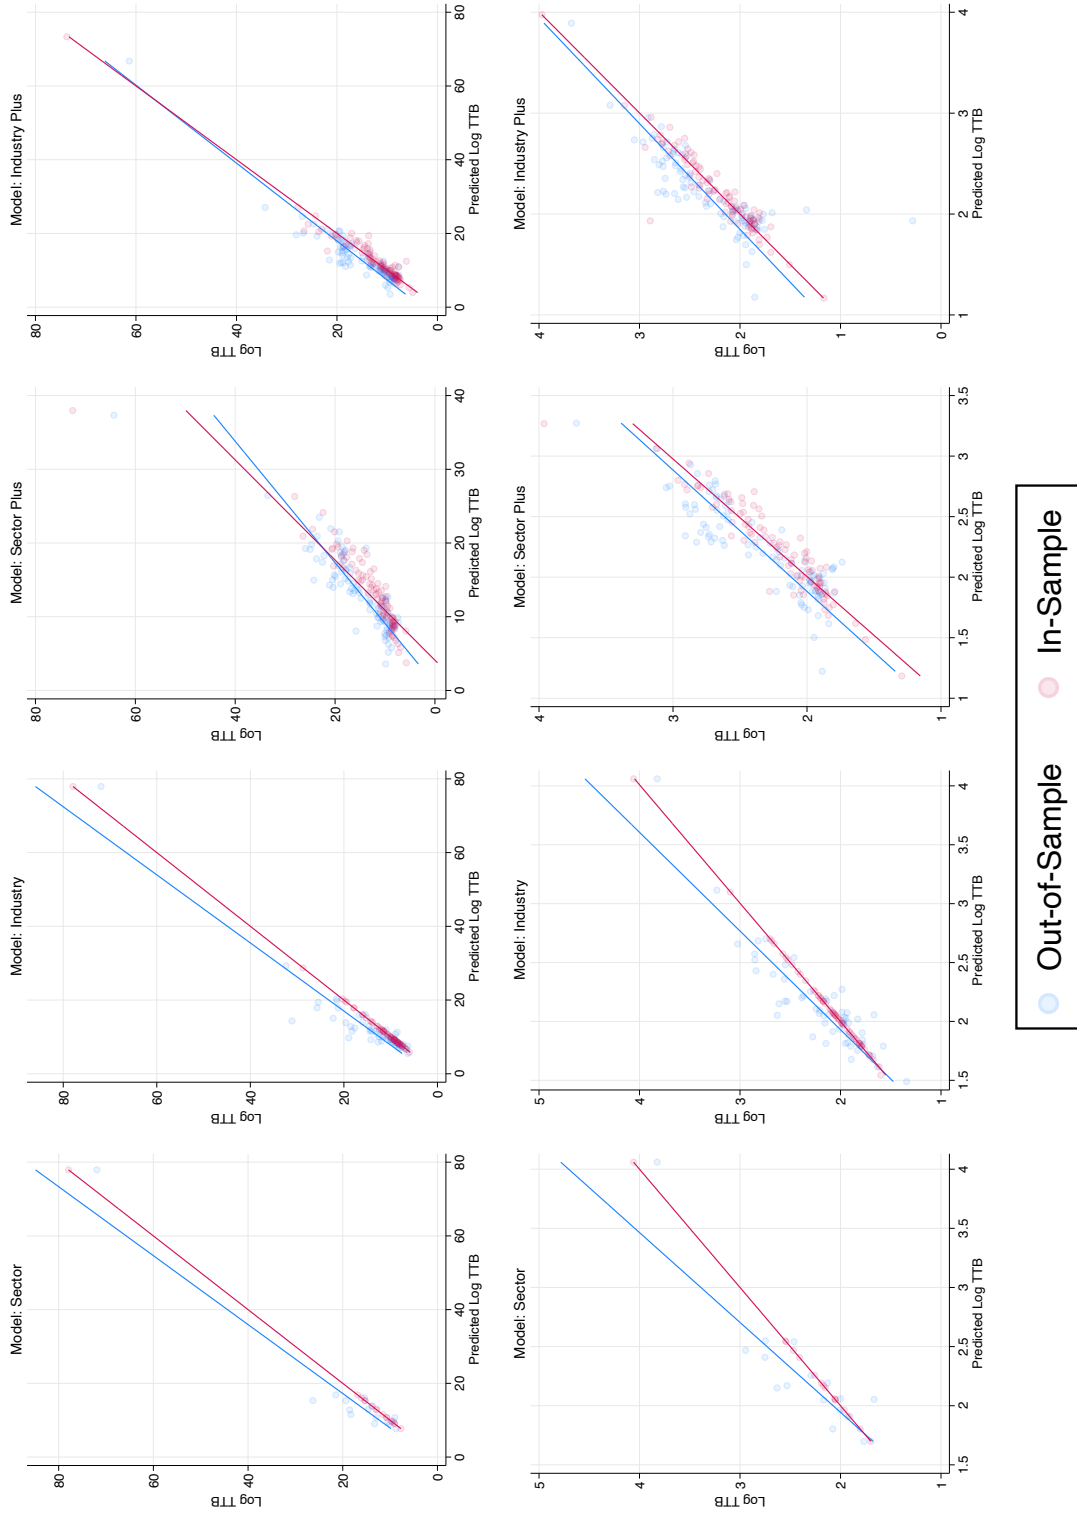 Model: Sector
Log TTB
80
60
40
20
0
0 20 40 60 80
Predicted Log TTB
Model: Industry
Log TTB
80
60
40
20
0
0 20 40 60 80
Predicted Log TTB
Model: Sector Plus
Log TTB
80
60
40
20
0
0 10 20 30 40
Predicted Log TTB
Model: Industry Plus
Log TTB
80
60
40
20
0
0 20 40 60 80
Predicted Log TTB
Model: Sector
Log TTB
5
4
3
2
1
1.5 2 2.5 3 3.5 4
Predicted Log TTB
Model: Industry
Log TTB
5
4
3
2
1
1.5 2 2.5 3 3.5 4
Predicted Log TTB
Model: Sector Plus
Log TTB
4
3
2
1
1 1.5 2 2.5 3 3.5
Predicted Log TTB
Model: Industry Plus
Log TTB
4
3
2
1
0
1 2 3 4
Predicted Log TTB
Out-of-Sample In-Sample